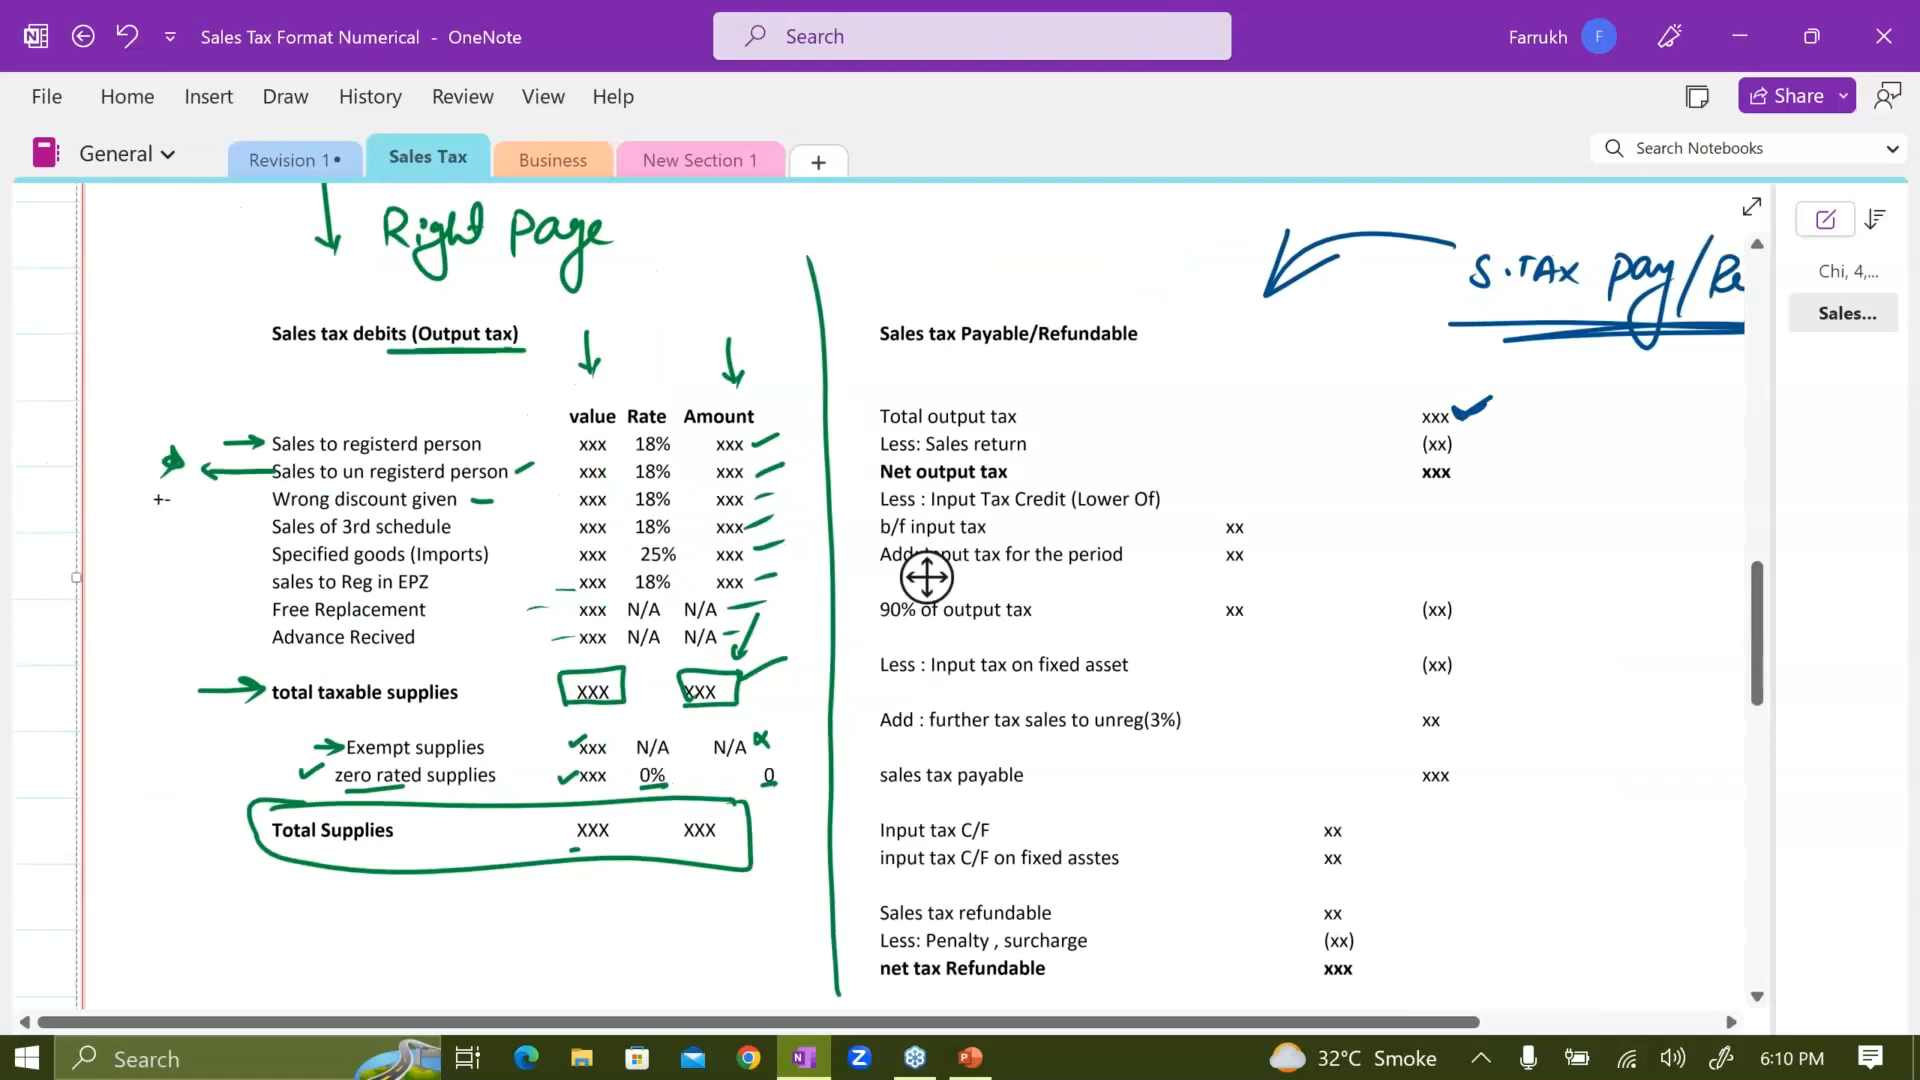 Sales Tax Format Numerical - OneNote
Search
Farrukh
F
File Home Insert Draw History Review View Help
Share
General
Revision 1
Sales Tax
Business
New Section 1
+
Search Notebooks
Chi, 4,...
Sales...
Right Page
S.TAX Pay/Re
Sales tax debits (Output tax)
value Rate Amount
Sales to registerd person xxx 18% xxx
Sales to un registerd person xxx 18% xxx
+- Wrong discount given xxx 18% xxx
Sales of 3rd schedule xxx 18% xxx
Specified goods (Imports) xxx 25% xxx
sales to Reg in EPZ xxx 18% xxx
Free Replacement xxx N/A N/A
Advance Recived xxx N/A N/A
total taxable supplies XXX XXX
Exempt supplies xxx N/A N/A
zero rated supplies xxx 0% 0
Total Supplies XXX XXX
Sales tax Payable/Refundable
Total output tax xxx
Less: Sales return (xx)
Net output tax xxx
Less : Input Tax Credit (Lower Of)
b/f input tax xx
Add: input tax for the period xx
90% of output tax xx (xx)
Less : Input tax on fixed asset (xx)
Add : further tax sales to unreg(3%) xx
sales tax payable xxx
Input tax C/F xx
input tax C/F on fixed asstes xx
Sales tax refundable xx
Less: Penalty , surcharge (xx)
net tax Refundable xxx
Search
32°C Smoke
6:10 PM